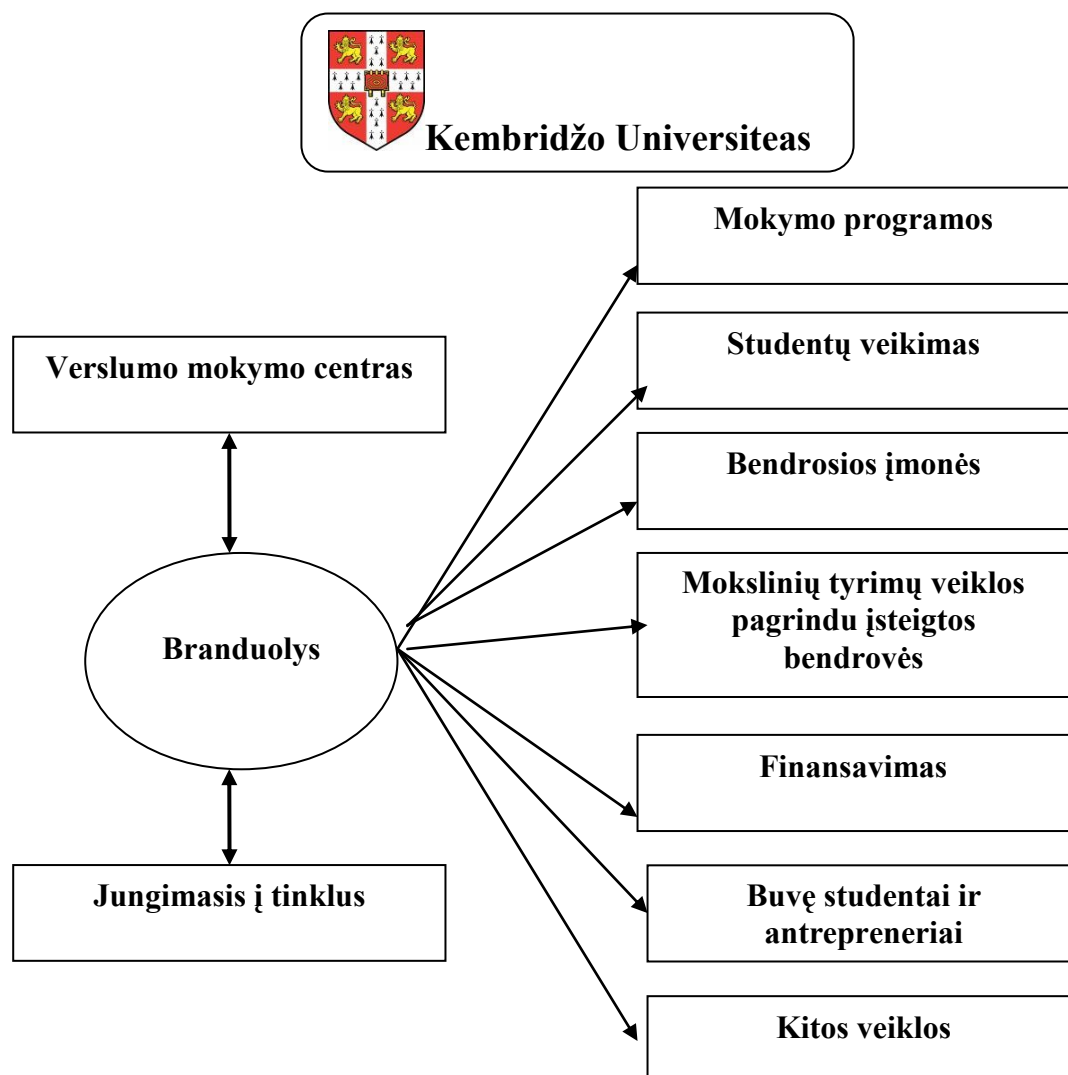 Kembridžo Universiteas
Mokymo programos
Verslumo mokymo centras
Studentų veikimas
Bendrosios įmonės
Branduolys
Mokslinių tyrimų veiklos
pagrindu įsteigtos
bendrovės
Finansavimas
Jungimasis į tinklus
Buvę studentai ir
antrepreneriai
Kitos veiklos